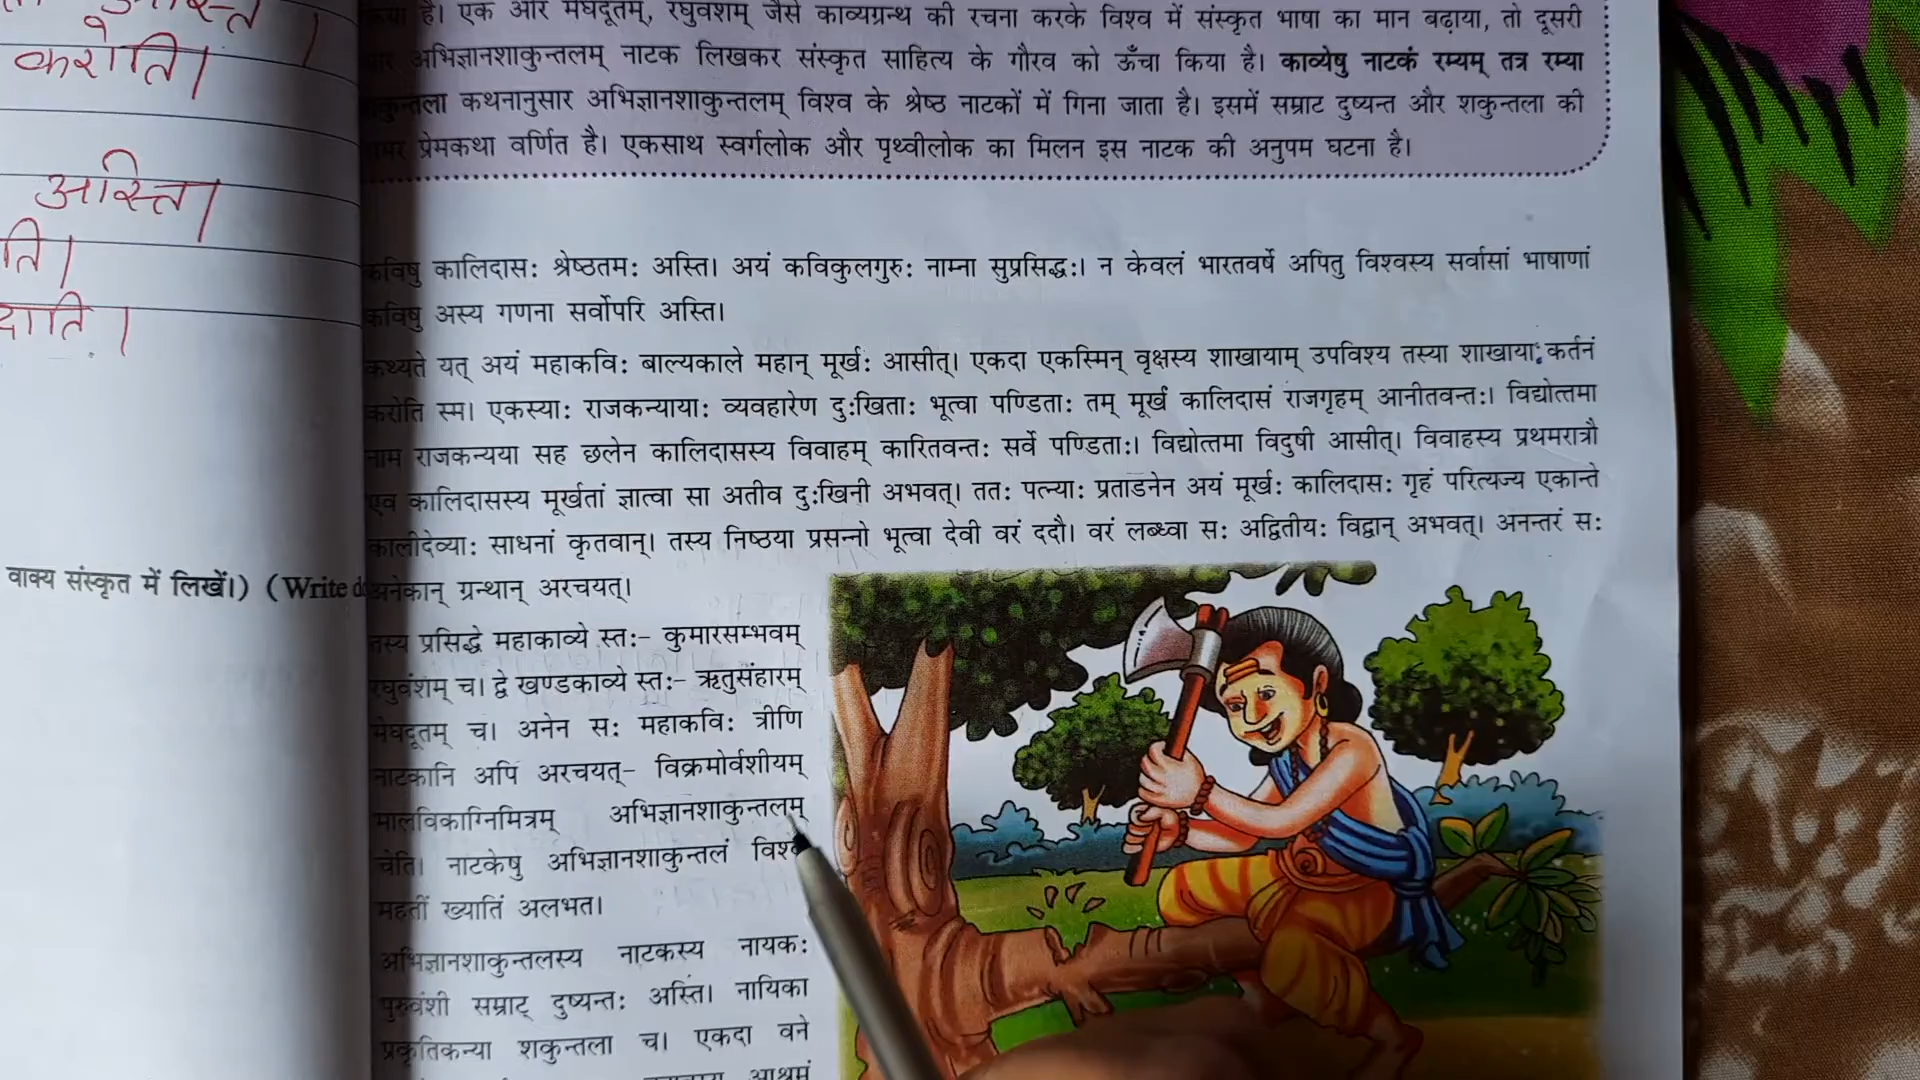 करोति।
अस्ति।
ति।
दाति।
वाक्य संस्कृत में लिखें।) (Write
है। एक ओर मेघदूतम्, रघुवंशम् जैसे काव्यग्रन्थ की रचना करके विश्व में संस्कृत भाषा का मान बढ़ाया, तो दूसरी
अभिज्ञानशाकुन्तलम् नाटक लिखकर संस्कृत साहित्य के गौरव को ऊँचा किया है। काव्येषु नाटकं रम्यम् तत्र रम्या
शकुन्तला कथनानुसार अभिज्ञानशाकुन्तलम् विश्व के श्रेष्ठ नाटकों में गिना जाता है। इसमें सम्राट दुष्यन्त और शकुन्तला की
अमर प्रेमकथा वर्णित है। एकसाथ स्वर्गलोक और पृथ्वीलोक का मिलन इस नाटक की अनुपम घटना है।
कविषु कालिदासः श्रेष्ठतमः अस्ति। अयं कविकुलगुरुः नाम्ना सुप्रसिद्धः। न केवलं भारतवर्षे अपितु विश्वस्य सर्वासां भाषाणां
कविषु अस्य गणना सर्वोपरि अस्ति।
कथ्यते यत् अयं महाकविः बाल्यकाले महान् मूर्खः आसीत्। एकदा एकस्मिन् वृक्षस्य शाखायाम् उपविश्य तस्या शाखायाः कर्तनं
करोति स्म। एकस्याः राजकन्यायाः व्यवहारेण दुःखिताः भूत्वा पण्डिताः तम् मूर्खं कालिदासं राजगृहम् आनीतवन्तः। विद्योत्तमा
नाम राजकन्यया सह छलेन कालिदासस्य विवाहम् कारितवन्तः सर्वे पण्डिताः। विद्योत्तमा विदुषी आसीत्। विवाहस्य प्रथमरात्रौ
एव कालिदासस्य मूर्खतां ज्ञात्वा सा अतीव दुःखिनी अभवत्। ततः पत्न्याः प्रताडनेन अयं मूर्खः कालिदासः गृहं परित्यज्य एकान्ते
कालीदेव्याः साधनां कृतवान्। तस्य निष्ठया प्रसन्नो भूत्वा देवी वरं ददौ। वरं लब्ध्वा सः अद्वितीयः विद्वान् अभवत्। अनन्तरं सः
अनेकान् ग्रन्थान् अरचयत्।
तस्य प्रसिद्धे महाकाव्ये स्तः- कुमारसम्भवम्
रघुवंशम् च। द्वे खण्डकाव्ये स्तः- ऋतुसंहारम्
मेघदूतम् च। अनेन सः महाकविः त्रीणि
नाटकानि अपि अरचयत्- विक्रमोर्वशीयम्
मालविकाग्निमित्रम् अभिज्ञानशाकुन्तलम्
चेति। नाटकेषु अभिज्ञानशाकुन्तलं
महतीं ख्यातिं अलभत।
अभिज्ञानशाकुन्तलस्य नाटकस्य नायकः
पुरुवंशी सम्राट् दुष्यन्तः अस्ति। नायिका
प्रकृतिकन्या शकुन्तला च। एकदा वने
आश्रमं